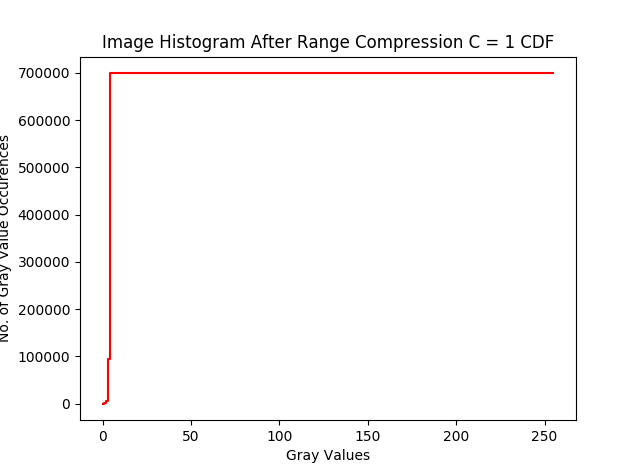 Image Histogram After Range Compression C = 1 CDF
700000
600000
500000
400000
300000
200000
100000
0
No. of Gray Value Occurences
0 50 100 150 200 250
Gray Values